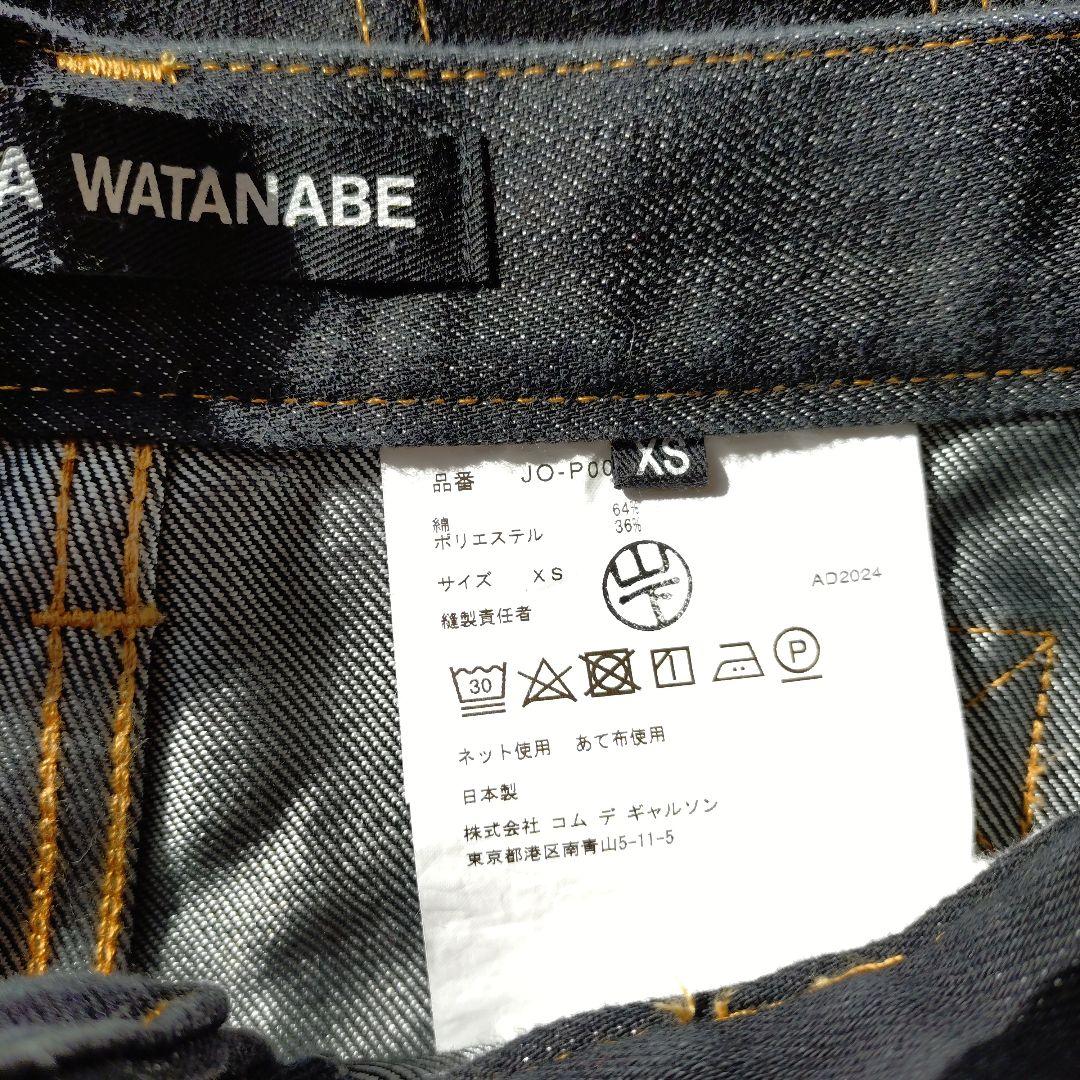 A WATANABE
XS
品番 JO-P00
綿 64%
ポリエステル 36%
サイズ XS
山下
縫製責任者
AD2024
30
P
ネット使用 あて布使用
日本製
株式会社 コム デ ギャルソン
東京都港区南青山5-11-5